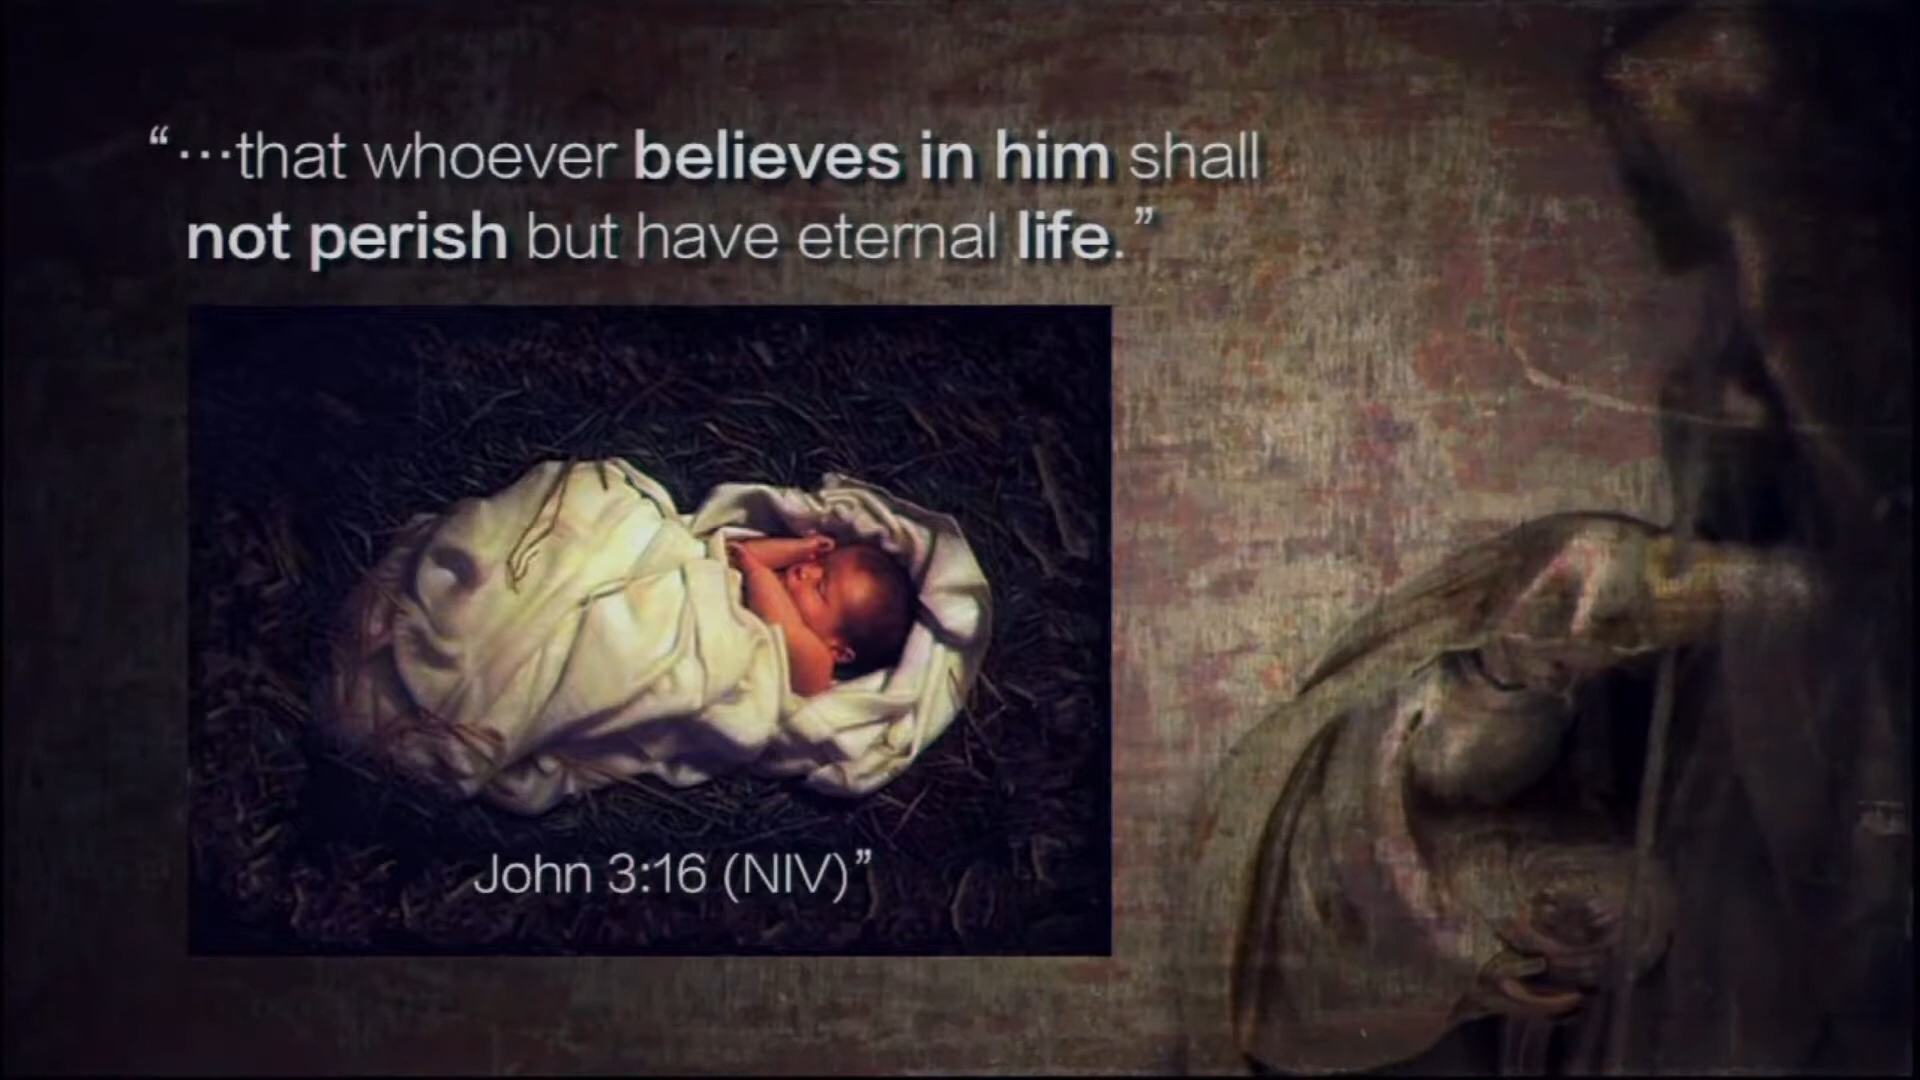 “…that whoever believes in him shall
not perish but have eternal life.”
John 3:16 (NIV)”